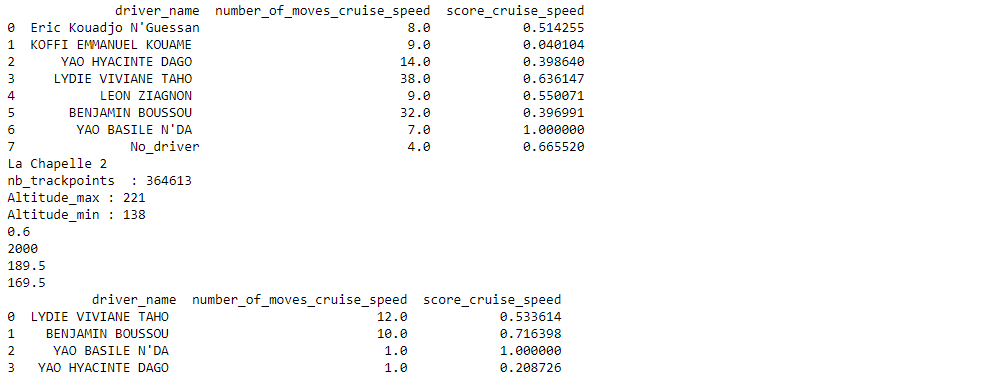 driver_name number_of_moves_cruise_speed score_cruise_speed
0 Eric Kouadjo N'Guessan 8.0 0.514255
1 KOFFI EMMANUEL KOUAME 9.0 0.040104
2 YAO HYACINTE DAGO 14.0 0.398640
3 LYDIE VIVIANE TAHO 38.0 0.636147
4 LEON ZIAGNON 9.0 0.550071
5 BENJAMIN BOUSSOU 32.0 0.396991
6 YAO BASILE N'DA 7.0 1.000000
7 No_driver 4.0 0.665520
La Chapelle 2
nb_trackpoints : 364613
Altitude_max : 221
Altitude_min : 138
0.6
2000
189.5
169.5
driver_name number_of_moves_cruise_speed score_cruise_speed
0 LYDIE VIVIANE TAHO 12.0 0.533614
1 BENJAMIN BOUSSOU 10.0 0.716398
2 YAO BASILE N'DA 1.0 1.000000
3 YAO HYACINTE DAGO 1.0 0.208726